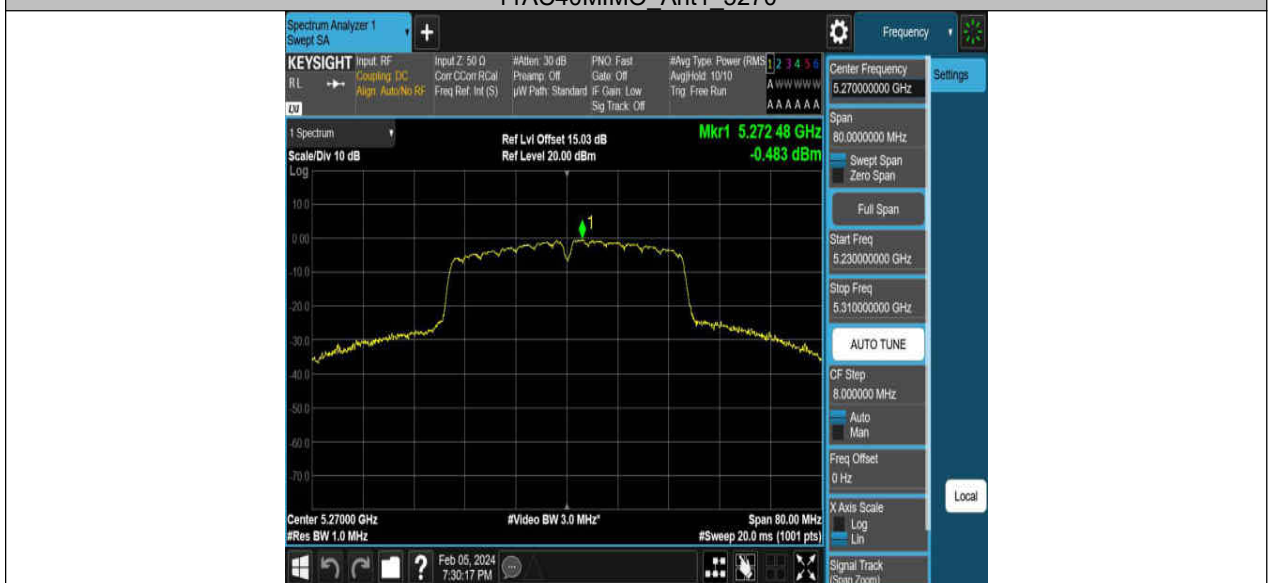 11AC40MIMO_Ant1_5270
Spectrum Analyzer 1
Swept SA
Frequency
KEYSIGHT
RL
Input: RF
Coupling: DC
Align: Auto/No RF
Input Z: 50 Ω
Corr CCorr RCal
Freq Ref: Int (S)
#Atten: 30 dB
Preamp: Off
µW Path: Standard
PNO: Fast
Gate: Off
IF Gain: Low
Sig Track: Off
#Avg Type: Power (RMS
Avg|Hold: 10/10
Trig: Free Run
1 2 3 4 5 6
A W W W W W
A A A A A A
1 Spectrum
Scale/Div 10 dB
Log
Ref Lvl Offset 15.03 dB
Ref Level 20.00 dBm
Mkr1 5.272 48 GHz
-0.483 dBm
10.0
0.00
-10.0
-20.0
-30.0
-40.0
-50.0
-60.0
-70.0
1
Center 5.27000 GHz
#Res BW 1.0 MHz
#Video BW 3.0 MHz*
Span 80.00 MHz
#Sweep 20.0 ms (1001 pts)
Feb 05, 2024
7:30:17 PM
Center Frequency
5.270000000 GHz
Settings
Span
80.0000000 MHz
Swept Span
Zero Span
Full Span
Start Freq
5.230000000 GHz
Stop Freq
5.310000000 GHz
AUTO TUNE
CF Step
8.000000 MHz
Auto
Man
Freq Offset
0 Hz
X Axis Scale
Log
Lin
Local
Signal Track
(Span Zoom)